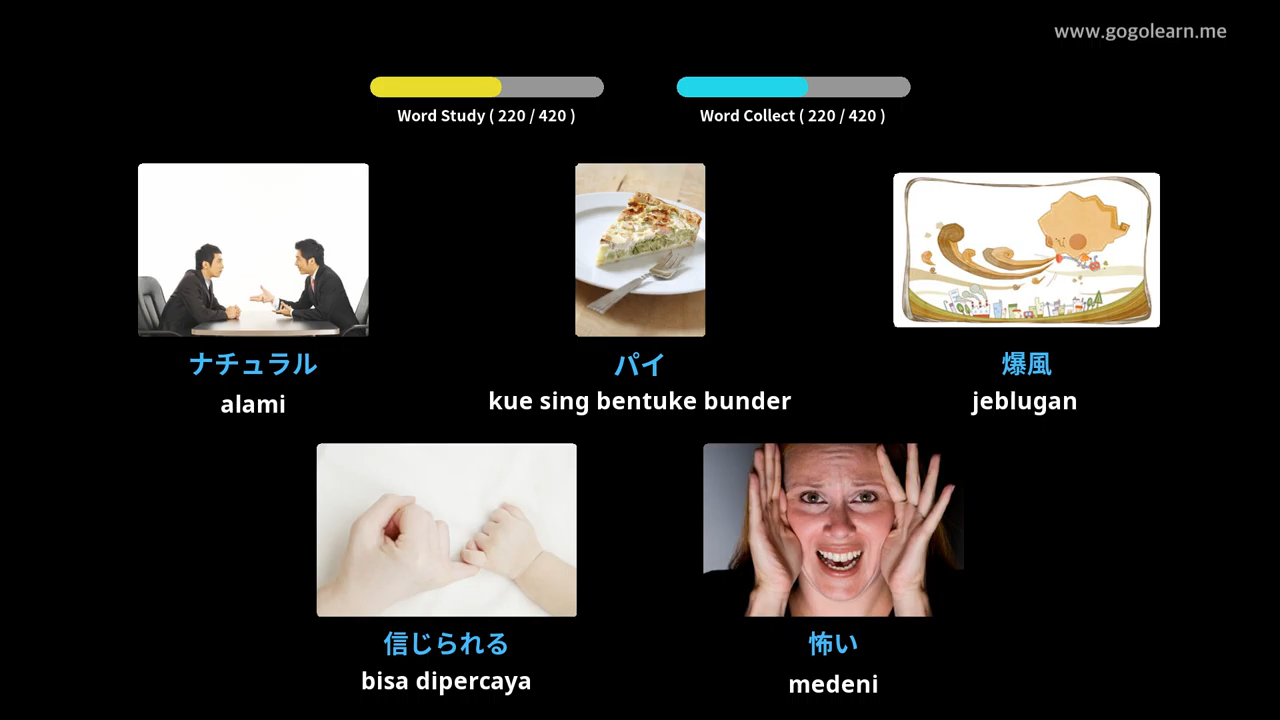 www.gogolearn.me
Word Study ( 220 / 420 )
Word Collect ( 220 / 420 )
ナチュラル
alami
パイ
kue sing bentuke bunder
爆風
jeblugan
信じられる
bisa dipercaya
怖い
medeni